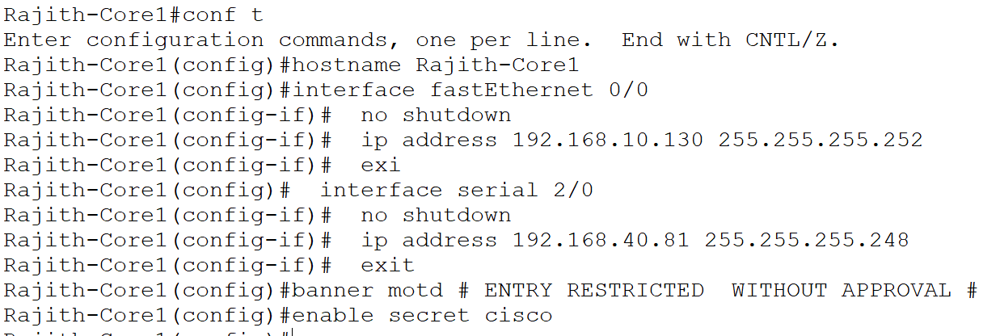 Rajith-Core1#conf t
Enter configuration commands, one per line.  End with CNTL/Z.
Rajith-Core1(config)#hostname Rajith-Core1
Rajith-Core1(config)#interface fastEthernet 0/0
Rajith-Core1(config-if)#  no shutdown
Rajith-Core1(config-if)#  ip address 192.168.10.130 255.255.255.252
Rajith-Core1(config-if)#  exi
Rajith-Core1(config)#  interface serial 2/0
Rajith-Core1(config-if)#  no shutdown
Rajith-Core1(config-if)#  ip address 192.168.40.81 255.255.255.248
Rajith-Core1(config-if)#  exit
Rajith-Core1(config)#banner motd # ENTRY RESTRICTED  WITHOUT APPROVAL #
Rajith-Core1(config)#enable secret cisco